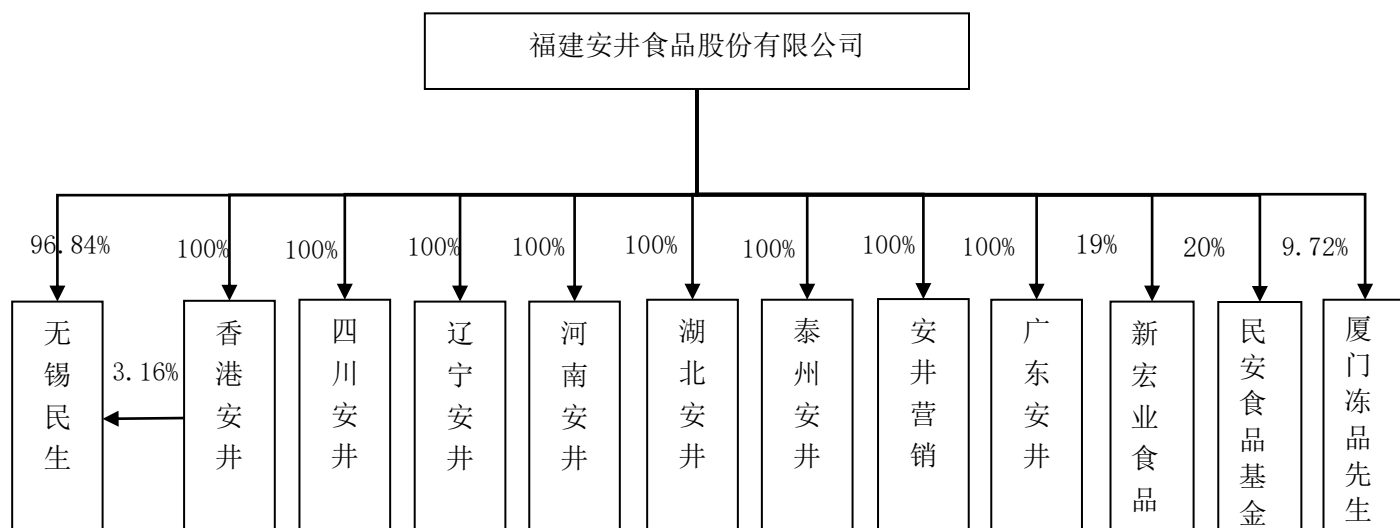 福建安井食品股份有限公司
96.84%
100%
100%
100%
100%
100%
100%
100%
100%
19%
20%
9.72%
无锡民生
3.16%
香港安井
四川安井
辽宁安井
河南安井
湖北安井
泰州安井
安井营销
广东安井
新宏业食品
民安食品基金
厦门冻品先生